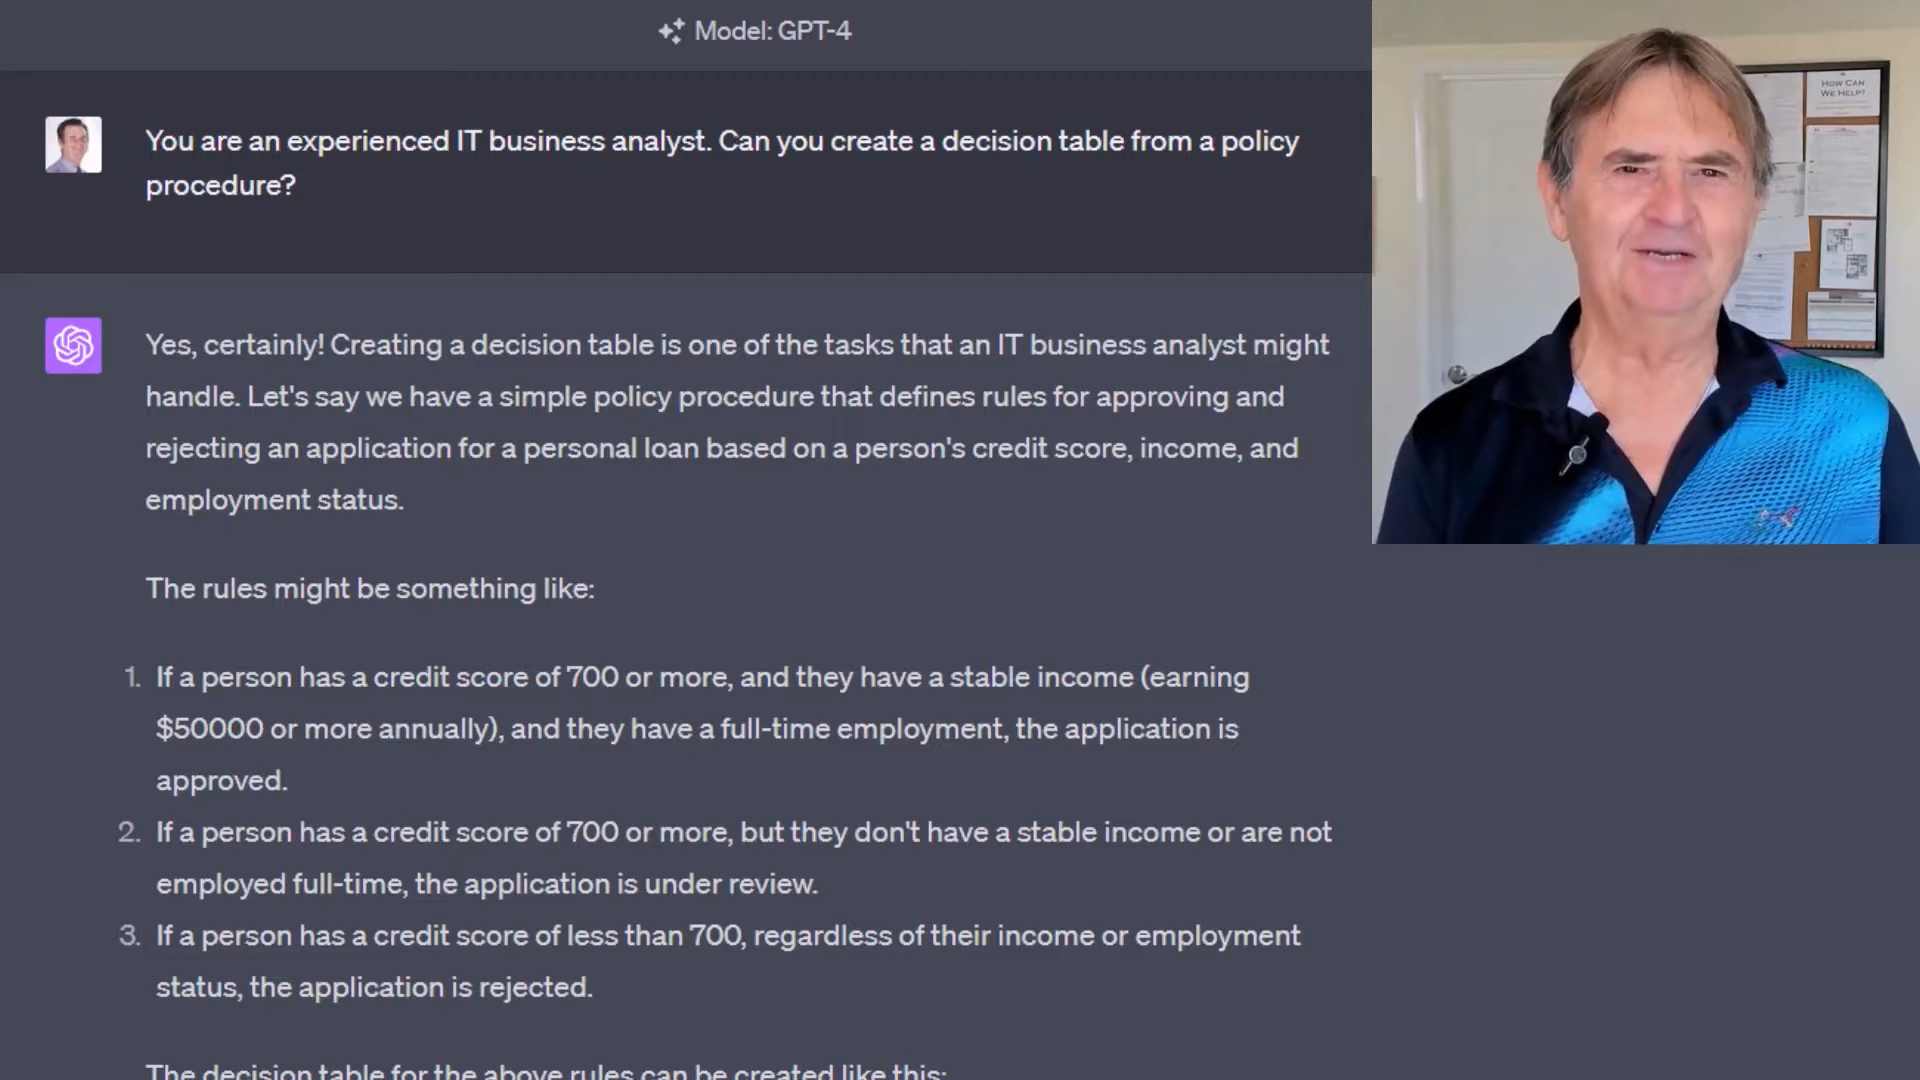 Model: GPT-4
You are an experienced IT business analyst. Can you create a decision table from a policy
procedure?
Yes, certainly! Creating a decision table is one of the tasks that an IT business analyst might
handle. Let's say we have a simple policy procedure that defines rules for approving and
rejecting an application for a personal loan based on a person's credit score, income, and
employment status.
The rules might be something like:
1. If a person has a credit score of 700 or more, and they have a stable income (earning
$50000 or more annually), and they have a full-time employment, the application is
approved.
2. If a person has a credit score of 700 or more, but they don't have a stable income or are not
employed full-time, the application is under review.
3. If a person has a credit score of less than 700, regardless of their income or employment
status, the application is rejected.
The decision table for the above rules can be created like this:
HOW CAN
WE HELP?